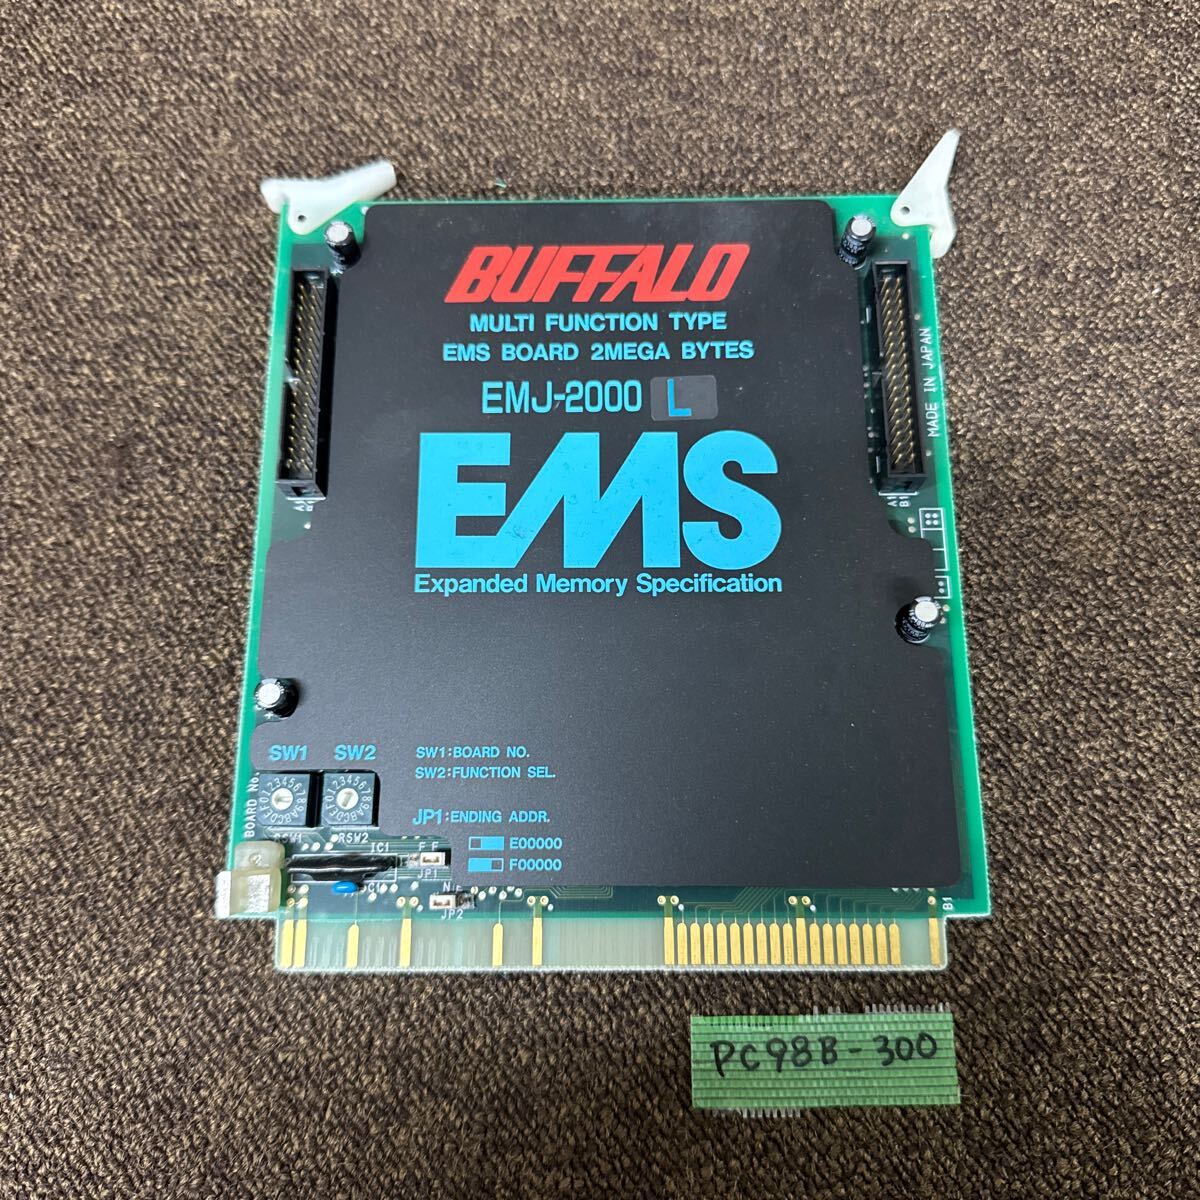 BUFFALO
MULTI FUNCTION TYPE
EMS BOARD 2MEGA BYTES
EMJ-2000 L
EMS
Expanded Memory Specification
MADE IN JAPAN
B1
SW1 SW2
SW1:BOARD NO.
SW2:FUNCTION SEL.
BOARD No.
RSW2
IC1
JP1:ENDING ADDR.
E00000
F00000
JP1
JP2
B1
PC98B-300